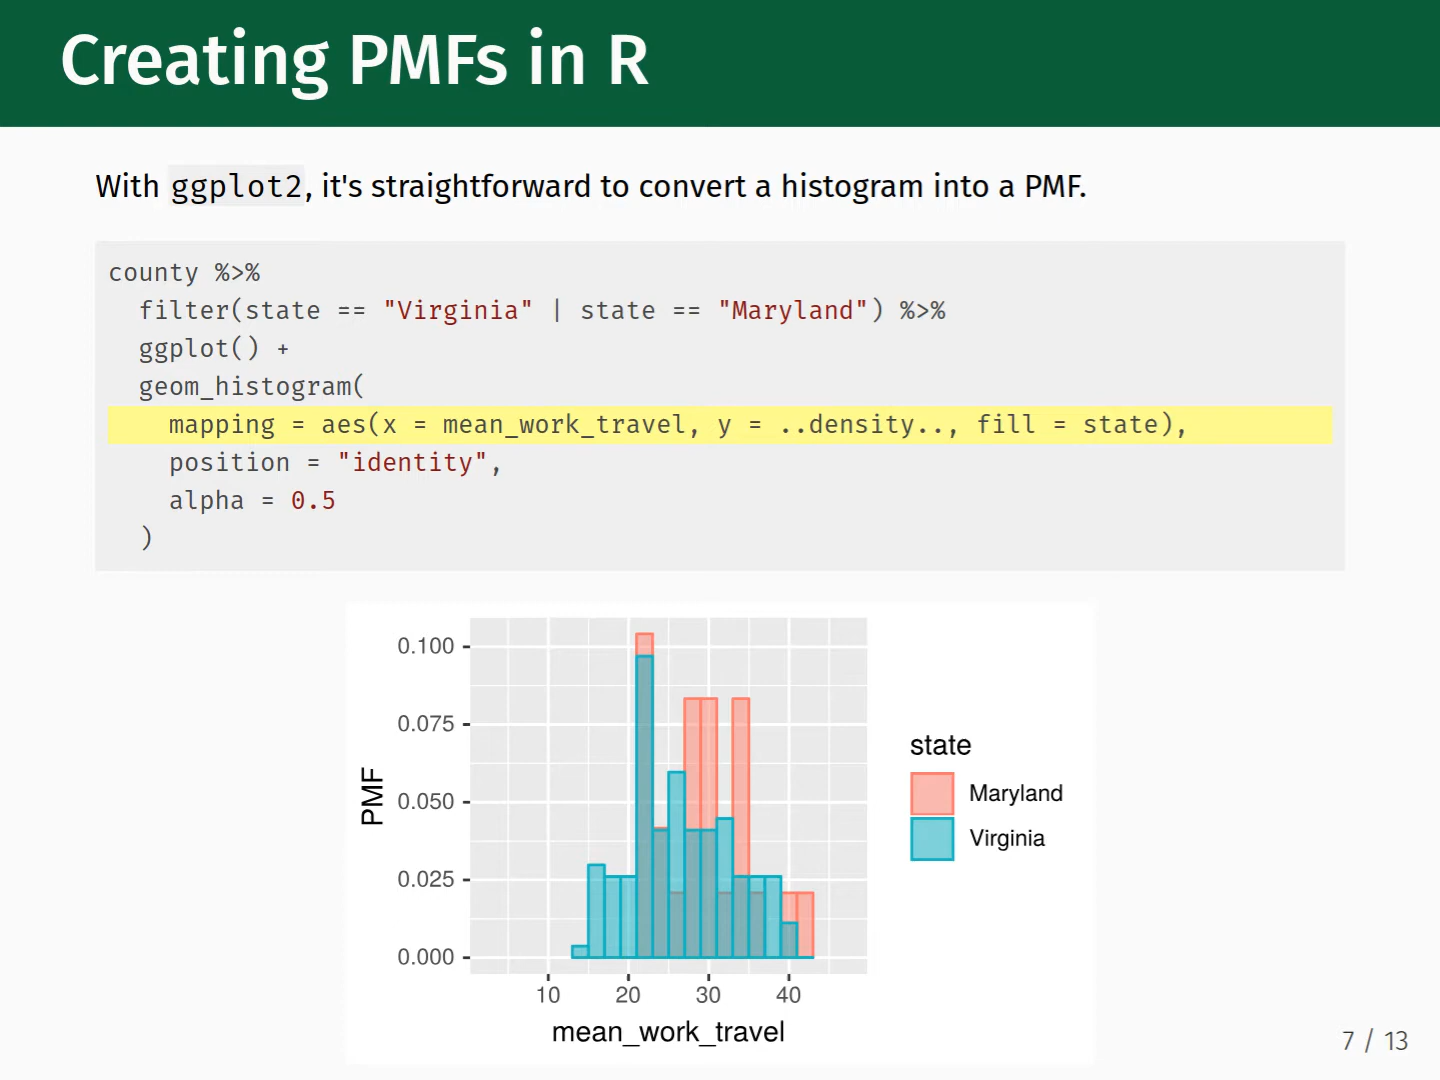 Creating PMFs in R
With ggplot2, it's straightforward to convert a histogram into a PMF.
county %>%
  filter(state == "Virginia" | state == "Maryland") %>%
  ggplot() +
  geom_histogram(
    mapping = aes(x = mean_work_travel, y = ..density.., fill = state),
    position = "identity",
    alpha = 0.5
  )
0.100
0.075
0.050
0.025
0.000
PMF
10 20 30 40
mean_work_travel
state
Maryland
Virginia
7 / 13